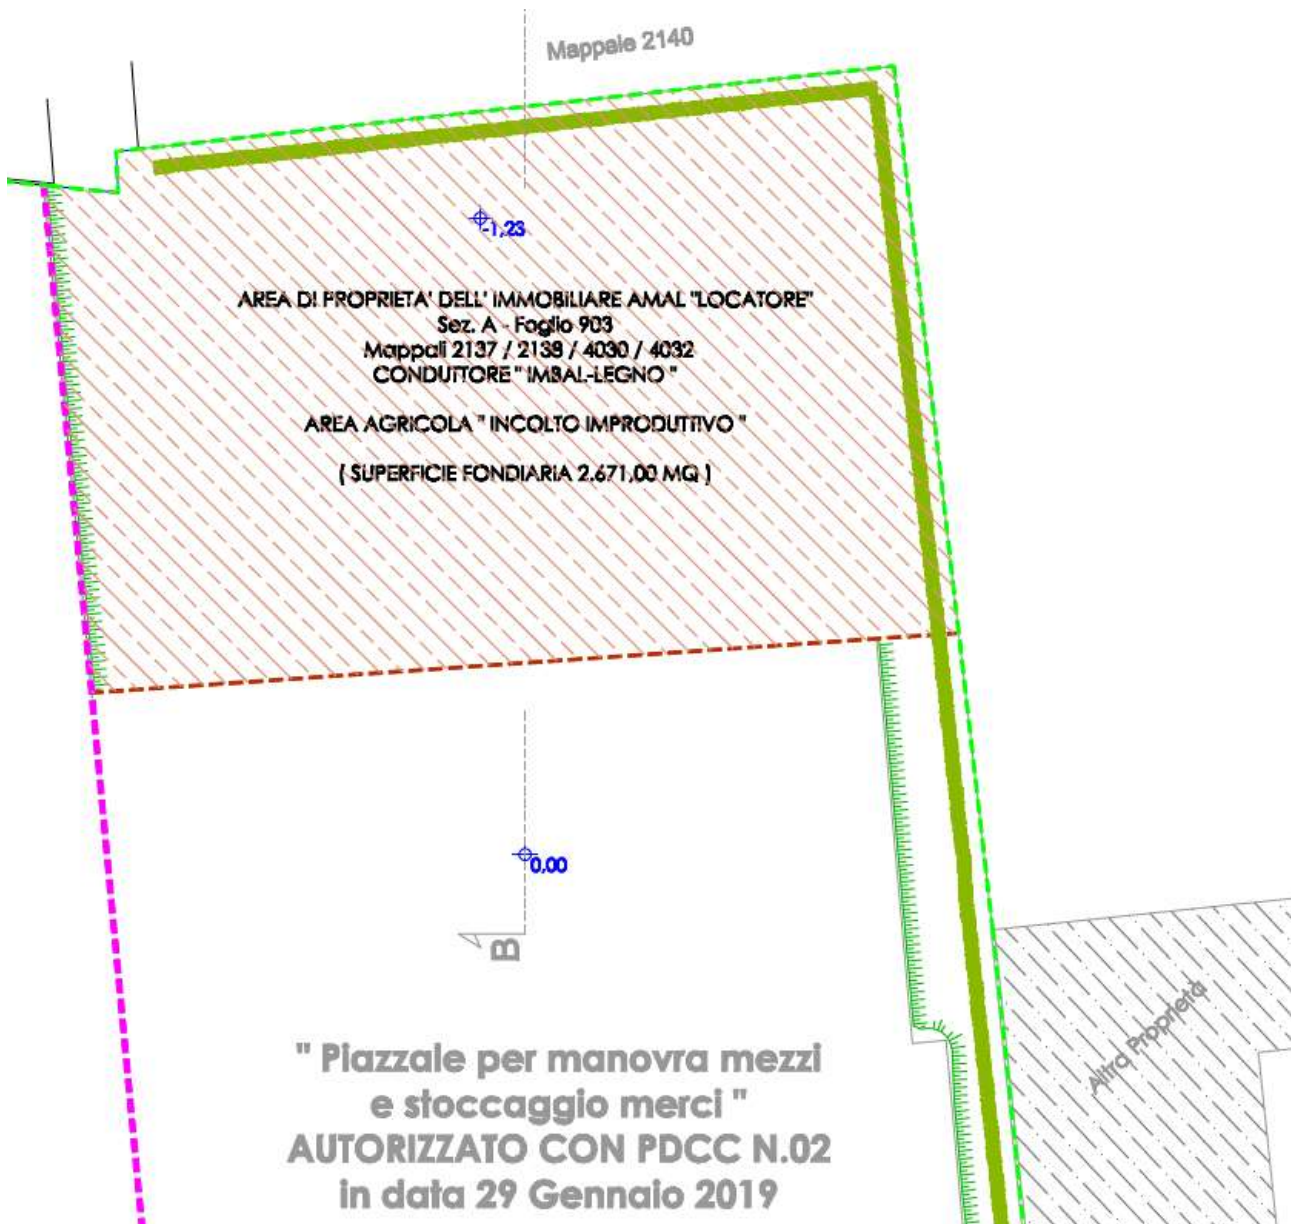 Mappale 2140
-1,23
AREA DI PROPRIETA' DELL' IMMOBILIARE AMAL "LOCATORE"
Sez. A - Foglio 903
Mappali 2137 / 2138 / 4030 / 4032
CONDUTTORE " IMBAL-LEGNO "
AREA AGRICOLA " INCOLTO IMPRODUTTIVO "
( SUPERFICIE FONDIARIA 2.671,00 MQ )
0,00
B
Altra Proprietà
" Piazzale per manovra mezzi
e stoccaggio merci "
AUTORIZZATO CON PDCC N.02
in data 29 Gennaio 2019